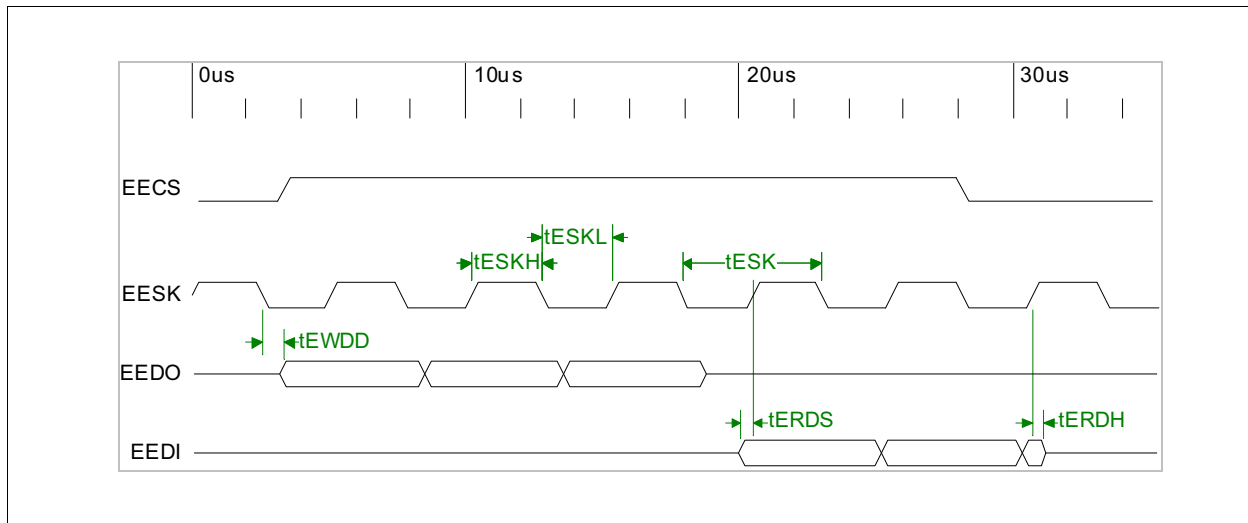 0us 10us 20us 30us
EECS
tESKL
tESKH tESK
EESK
tEWDD
EEDO
tERDS tERDH
EEDI